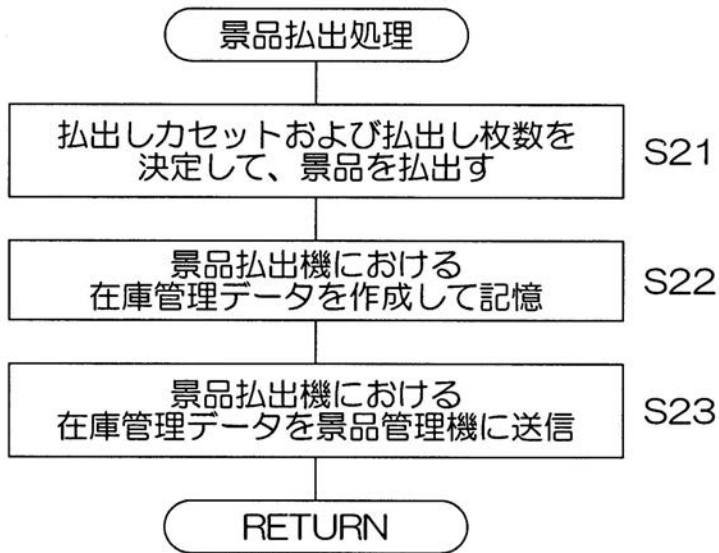 景品払出処理
払出しカセットおよび払出し枚数を
決定して、景品を払出す
S21
景品払出機における
在庫管理データを作成して記憶
S22
景品払出機における
在庫管理データを景品管理機に送信
S23
RETURN